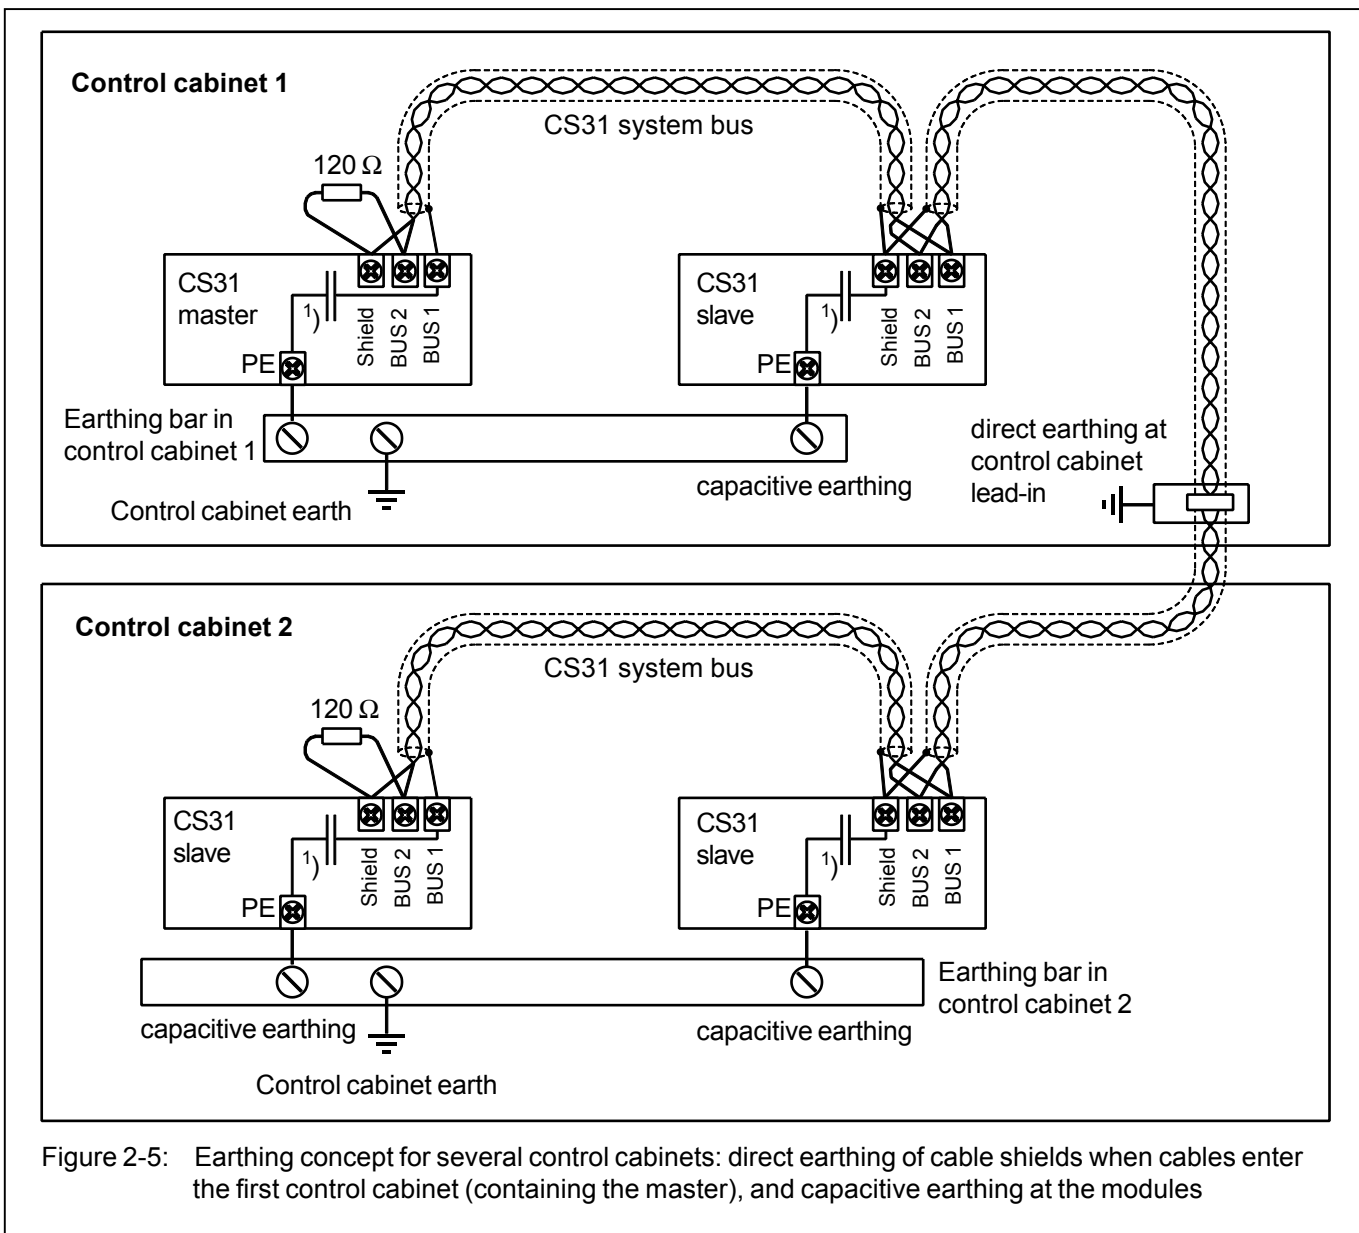 Control cabinet 1
CS31 system bus
120 Ω
CS31
master
1)
Shield
BUS 2
BUS 1
PE
CS31
slave
1)
Shield
BUS 2
BUS 1
PE
Earthing bar in
control cabinet 1
Control cabinet earth
capacitive earthing
direct earthing at
control cabinet
lead-in
Control cabinet 2
CS31 system bus
120 Ω
CS31
slave
1)
Shield
BUS 2
BUS 1
PE
CS31
slave
1)
Shield
BUS 2
BUS 1
PE
Earthing bar in
control cabinet 2
capacitive earthing
capacitive earthing
Control cabinet earth
Figure 2-5: Earthing concept for several control cabinets: direct earthing of cable shields when cables enter
the first control cabinet (containing the master), and capacitive earthing at the modules